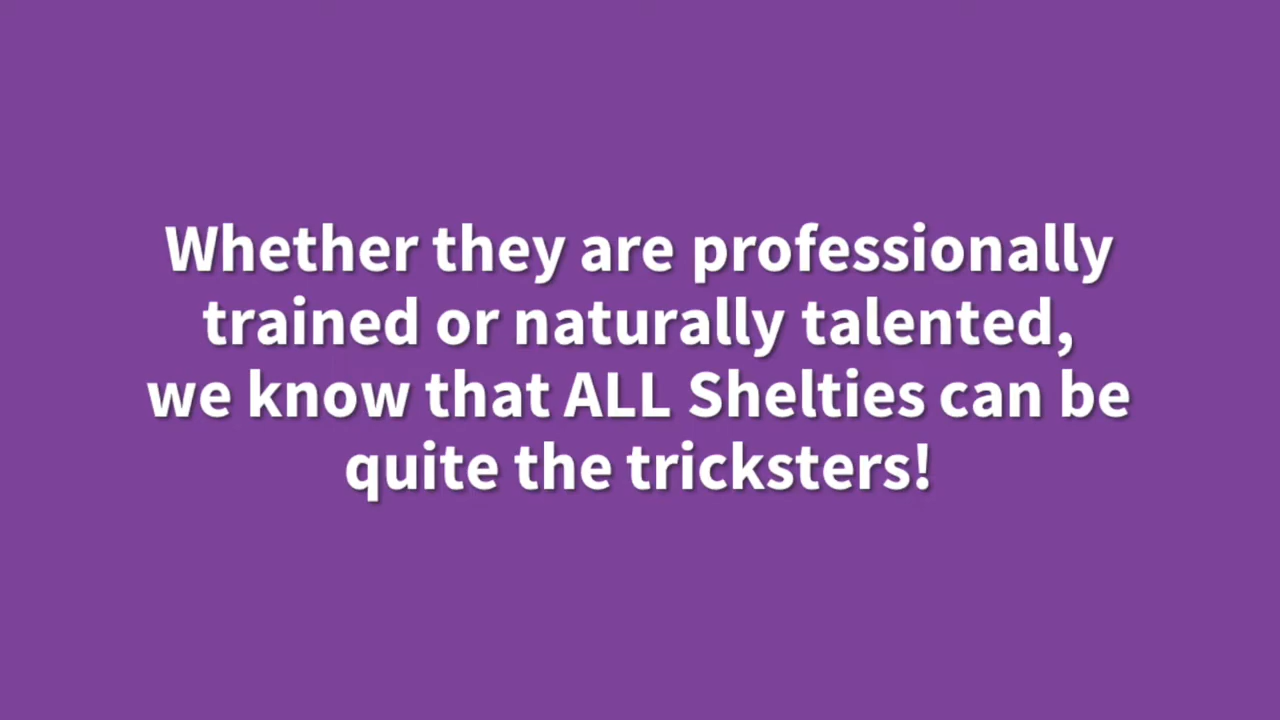 Whether they are professionally
trained or naturally talented,
we know that ALL Shelties can be
quite the tricksters!